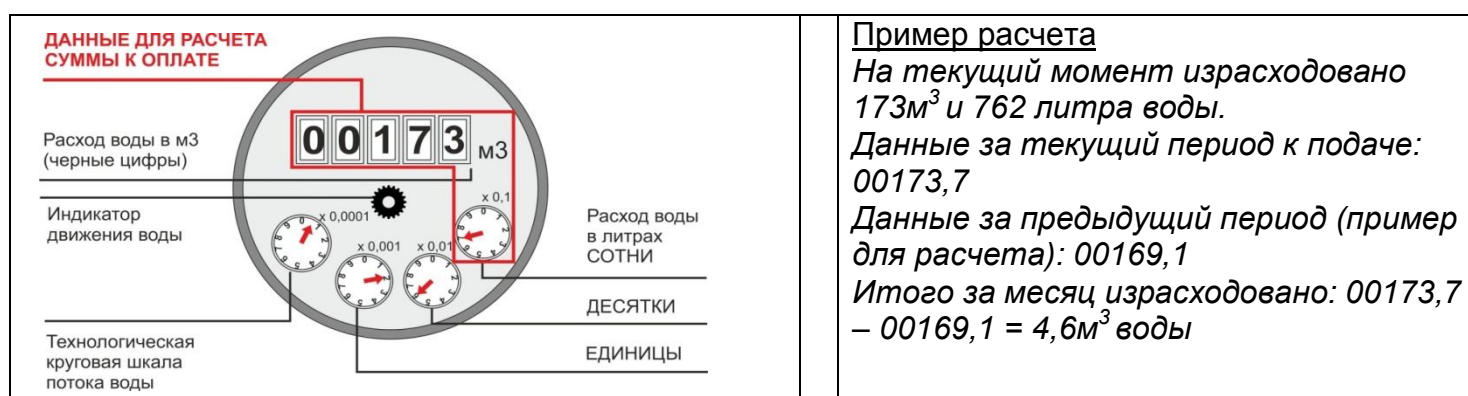 ДАННЫЕ ДЛЯ РАСЧЕТА
СУММЫ К ОПЛАТЕ
Расход воды в м3
(черные цифры)
00173 м3
Индикатор
движения воды
x 0,0001
x 0,001
x 0,01
x 0,1
Расход воды
в литрах
СОТНИ
ДЕСЯТКИ
ЕДИНИЦЫ
Технологическая
круговая шкала
потока воды
Пример расчета
На текущий момент израсходовано
173м³ и 762 литра воды.
Данные за текущий период к подаче:
00173,7
Данные за предыдущий период (пример
для расчета): 00169,1
Итого за месяц израсходовано: 00173,7
– 00169,1 = 4,6м³ воды